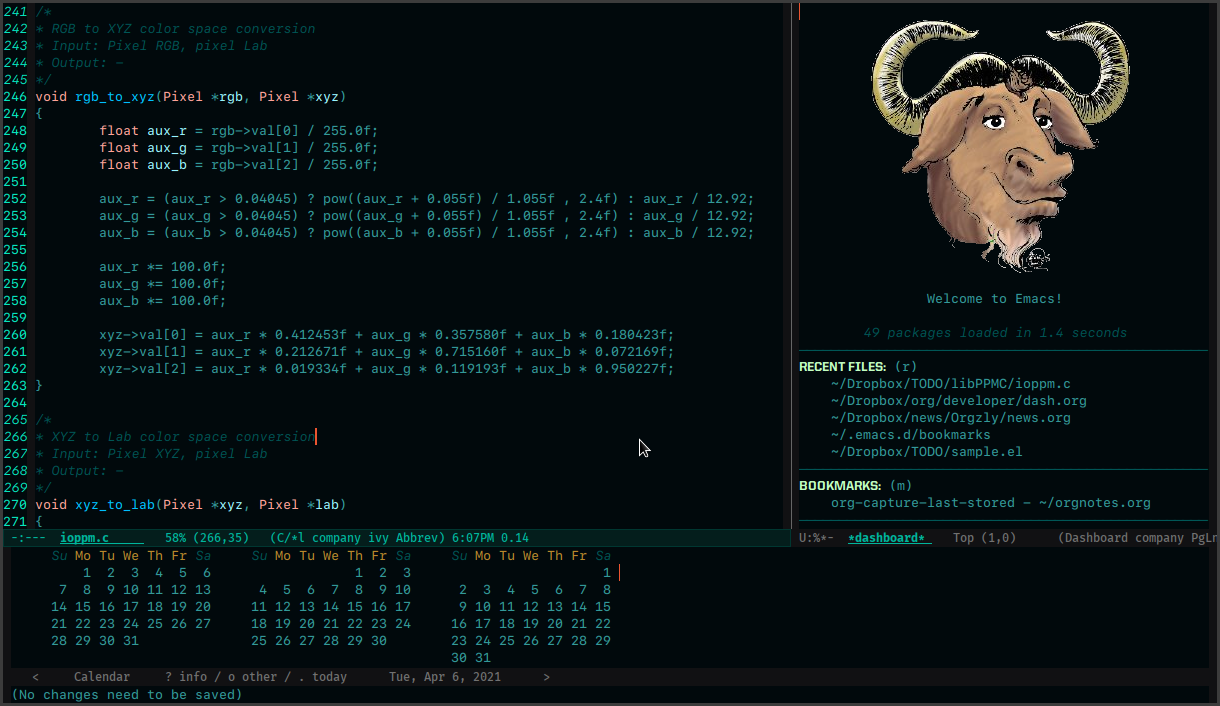 241 /*
242 * RGB to XYZ color space conversion
243 * Input: Pixel RGB, pixel Lab
244 * Output: -
245 */
246 void rgb_to_xyz(Pixel *rgb, Pixel *xyz)
247 {
248         float aux_r = rgb->val[0] / 255.0f;
249         float aux_g = rgb->val[1] / 255.0f;
250         float aux_b = rgb->val[2] / 255.0f;
251
252         aux_r = (aux_r > 0.04045) ? pow((aux_r + 0.055f) / 1.055f , 2.4f) : aux_r / 12.92;
253         aux_g = (aux_g > 0.04045) ? pow((aux_g + 0.055f) / 1.055f , 2.4f) : aux_g / 12.92;
254         aux_b = (aux_b > 0.04045) ? pow((aux_b + 0.055f) / 1.055f , 2.4f) : aux_b / 12.92;
255
256         aux_r *= 100.0f;
257         aux_g *= 100.0f;
258         aux_b *= 100.0f;
259
260         xyz->val[0] = aux_r * 0.412453f + aux_g * 0.357580f + aux_b * 0.180423f;
261         xyz->val[1] = aux_r * 0.212671f + aux_g * 0.715160f + aux_b * 0.072169f;
262         xyz->val[2] = aux_r * 0.019334f + aux_g * 0.119193f + aux_b * 0.950227f;
263 }
264
265 /*
266 * XYZ to Lab color space conversion
267 * Input: Pixel XYZ, pixel Lab
268 * Output: -
269 */
270 void xyz_to_lab(Pixel *xyz, Pixel *lab)
271 {
-:---  ioppm.c       58% (266,35)   (C/*l company ivy Abbrev) 6:07PM 0.14
Welcome to Emacs!
49 packages loaded in 1.4 seconds
RECENT FILES: (r)
~/Dropbox/TODO/libPPMC/ioppm.c
~/Dropbox/org/developer/dash.org
~/Dropbox/news/Orgzly/news.org
~/.emacs.d/bookmarks
~/Dropbox/TODO/sample.el
BOOKMARKS: (m)
org-capture-last-stored - ~/orgnotes.org
U:%*-  *dashboard*   Top (1,0)     (Dashboard company PgLn
Su Mo Tu We Th Fr Sa     Su Mo Tu We Th Fr Sa     Su Mo Tu We Th Fr Sa
    1  2  3  4  5  6                  1  2  3                        1
 7  8  9 10 11 12 13      4  5  6  7  8  9 10      2  3  4  5  6  7  8
14 15 16 17 18 19 20     11 12 13 14 15 16 17      9 10 11 12 13 14 15
21 22 23 24 25 26 27     18 19 20 21 22 23 24     16 17 18 19 20 21 22
28 29 30 31              25 26 27 28 29 30        23 24 25 26 27 28 29
                                                  30 31
<     Calendar     ? info / o other / . today     Tue, Apr 6, 2021     >
(No changes need to be saved)